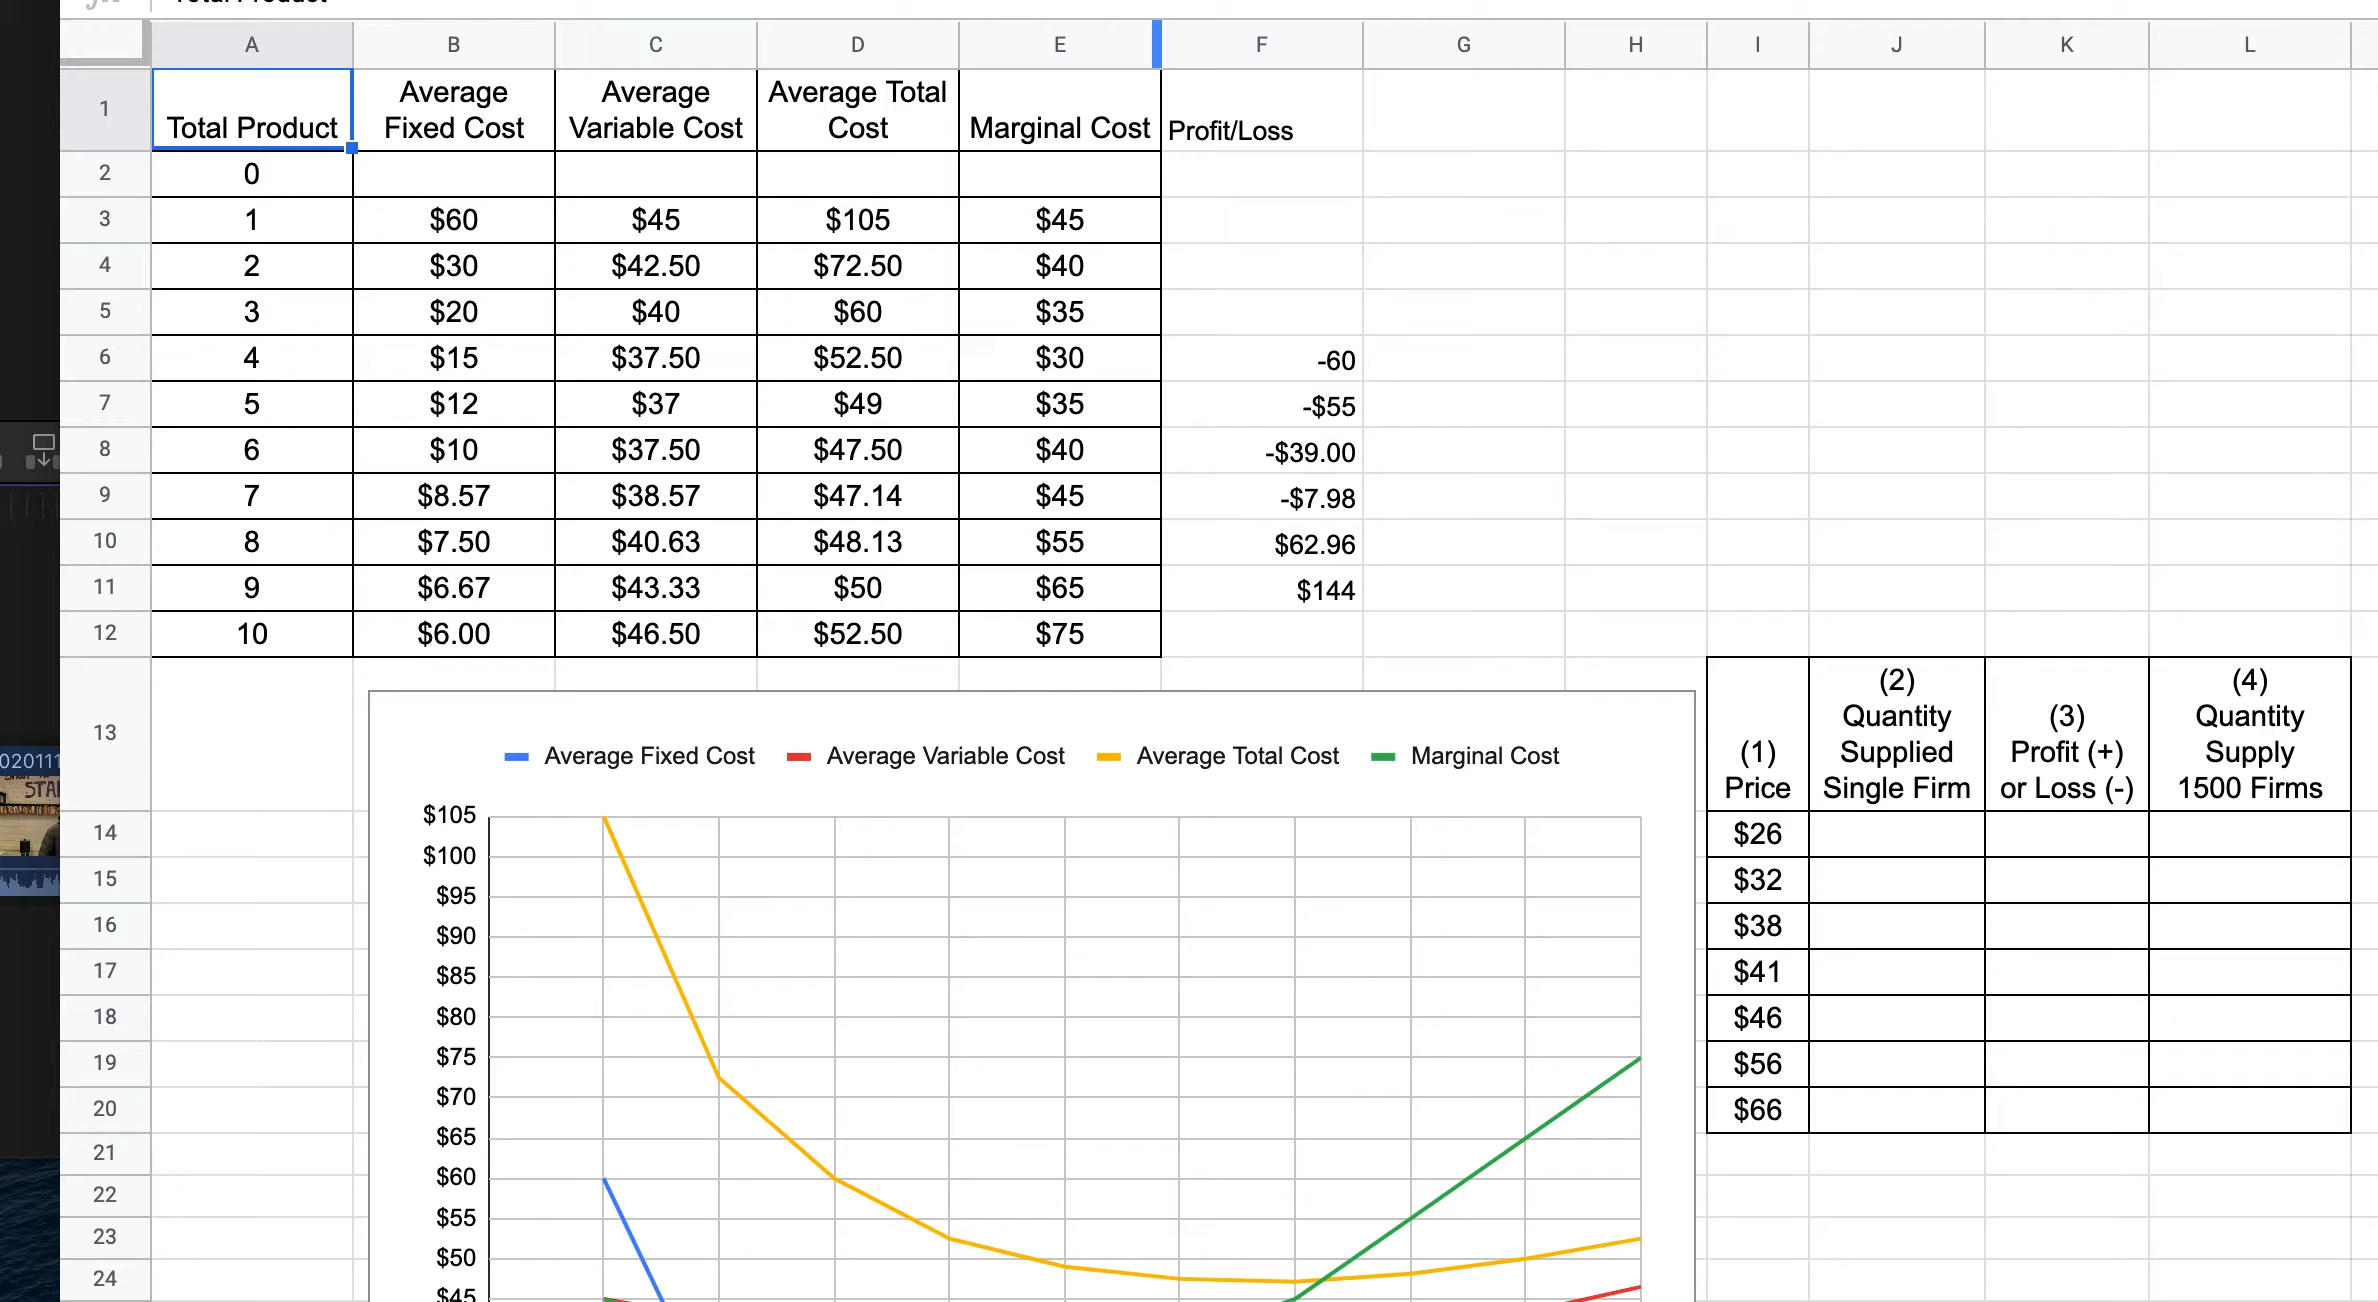 Total Product
A B C D E F G H I J K L
1
Total Product
Average
Fixed Cost
Average
Variable Cost
Average Total
Cost
Marginal Cost
Profit/Loss
2 0
3 1 $60 $45 $105 $45
4 2 $30 $42.50 $72.50 $40
5 3 $20 $40 $60 $35
6 4 $15 $37.50 $52.50 $30 -60
7 5 $12 $37 $49 $35 -$55
8 6 $10 $37.50 $47.50 $40 -$39.00
9 7 $8.57 $38.57 $47.14 $45 -$7.98
10 8 $7.50 $40.63 $48.13 $55 $62.96
11 9 $6.67 $43.33 $50 $65 $144
12 10 $6.00 $46.50 $52.50 $75
13
Average Fixed Cost Average Variable Cost Average Total Cost Marginal Cost
(1)
Price
(2)
Quantity
Supplied
Single Firm
(3)
Profit (+)
or Loss (-)
(4)
Quantity
Supply
1500 Firms
14 $26
15 $32
16 $38
17 $41
18 $46
19 $56
20 $66
21
22
23
24
$105
$100
$95
$90
$85
$80
$75
$70
$65
$60
$55
$50
$45
020111
STA